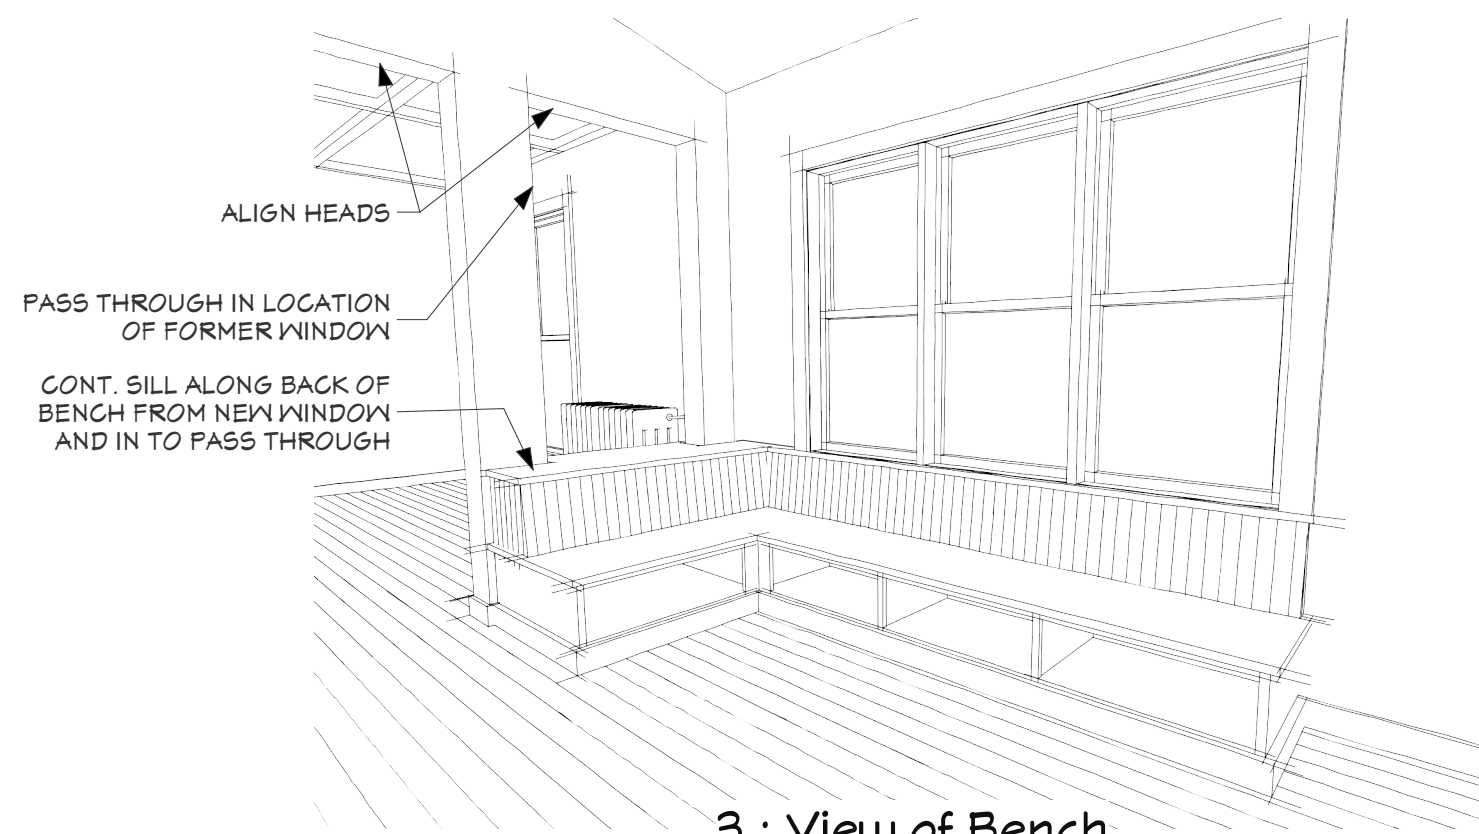 ALIGN HEADS
PASS THROUGH IN LOCATION
OF FORMER WINDOW
CONT. SILL ALONG BACK OF
BENCH FROM NEW WINDOW
AND IN TO PASS THROUGH
3 : View of Bench